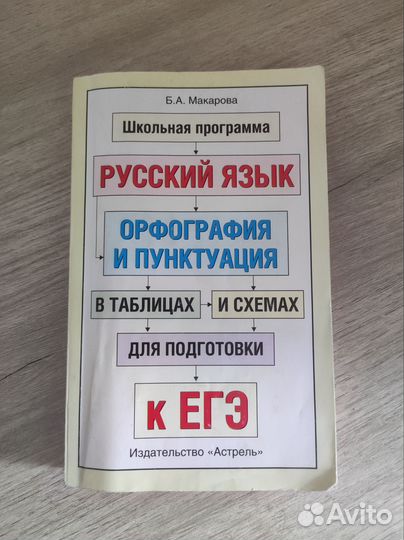 Б.А. Макарова
Школьная программа
РУССКИЙ ЯЗЫК
ОРФОГРАФИЯ
И ПУНКТУАЦИЯ
В ТАБЛИЦАХ И СХЕМАХ
ДЛЯ ПОДГОТОВКИ
К ЕГЭ
Издательство «Астрель»
Avito